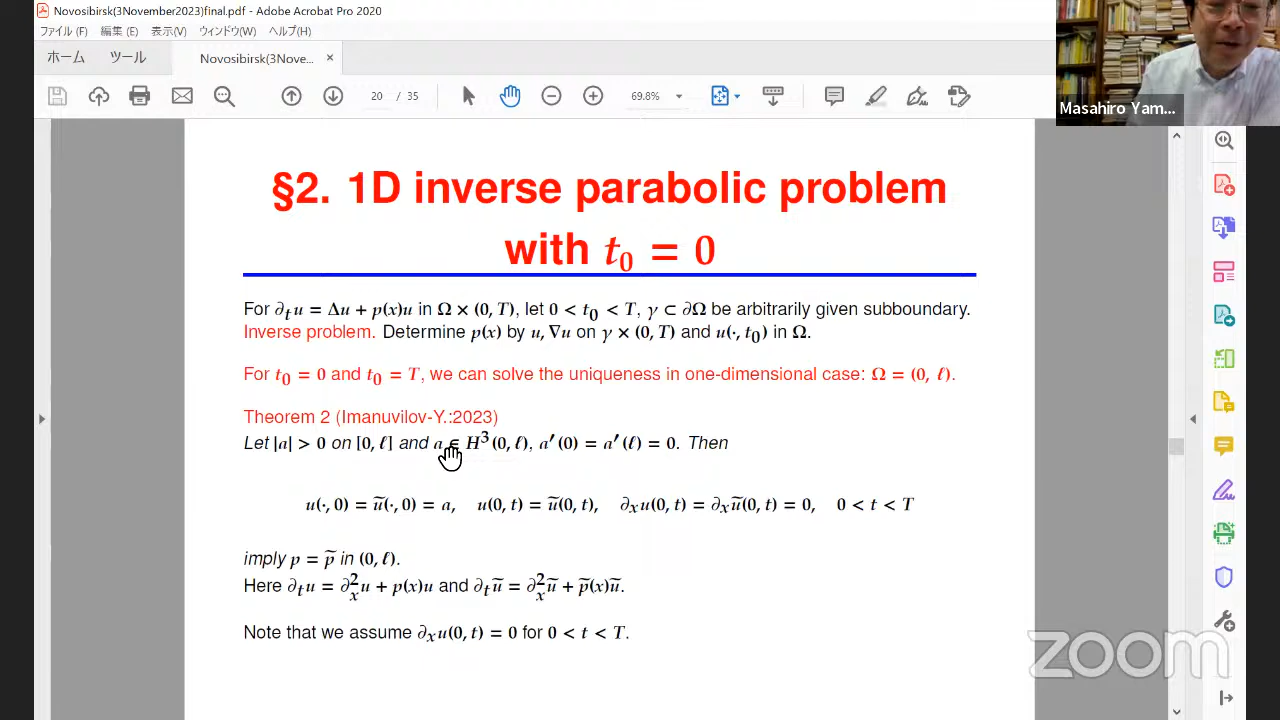 Novosibirsk(3November2023)final.pdf - Adobe Acrobat Pro 2020
ファイル(F) 編集(E) 表示(V) ウィンドウ(W) ヘルプ(H)
ホーム ツール Novosibirsk(3Nove... ×
20 / 35 69.8%
Masahiro Yam...
§2. 1D inverse parabolic problem
with t₀ = 0
For ∂ₜu = Δu + p(x)u in Ω × (0, T), let 0 < t₀ < T, γ ⊂ ∂Ω be arbitrarily given subboundary.
Inverse problem. Determine p(x) by u, ∇u on γ × (0, T) and u(·, t₀) in Ω.
For t₀ = 0 and t₀ = T, we can solve the uniqueness in one-dimensional case: Ω = (0, ℓ).
Theorem 2 (Imanuvilov-Y.:2023)
Let |a| > 0 on [0, ℓ] and a ∈ H³(0, ℓ), a′(0) = a′(ℓ) = 0. Then
u(·, 0) = ũ(·, 0) = a, u(0, t) = ũ(0, t), ∂ₓu(0, t) = ∂ₓũ(0, t) = 0, 0 < t < T
imply p = p̃ in (0, ℓ).
Here ∂ₜu = ∂ₓ²u + p(x)u and ∂ₜũ = ∂ₓ²ũ + p̃(x)ũ.
Note that we assume ∂ₓu(0, t) = 0 for 0 < t < T.
zoom